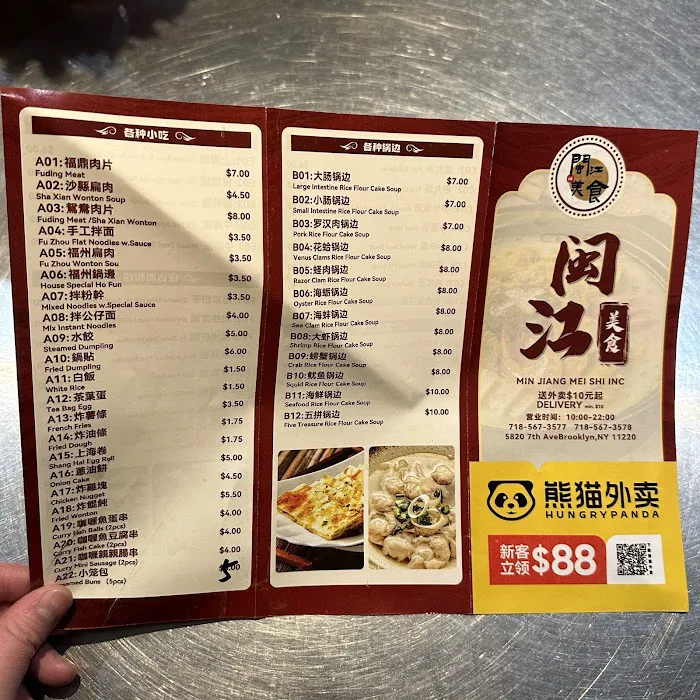 各种小吃
A01:福鼎肉片
Fuding Meat $7.00
A02:沙縣扁肉
Sha Xian Wonton Soup $4.50
A03:鴛鴦肉片
Fuding Meat /Sha Xian Wonton $8.00
A04:手工拌面
Fu Zhou Flat Noodles w.Sauce $3.50
A05:福州扁肉
Fu Zhou Wonton Sou $3.50
A06:福州鍋邊
House Special Ho Fun $3.50
A07:拌粉幹
Mixed Noodles w.Special Sauce $3.50
A08:拌公仔面
Mix Instant Noodles $4.00
A09:水餃
Steamed Dumpling $5.00
A10:鍋貼
Fried Dumpling $6.00
A11:白飯
White Rice $1.50
A12:茶葉蛋
Tea Bag Egg $1.50
A13:炸薯條
French Fries $3.50
A14:炸油條
Fried Dough $1.75
A15:上海卷
Shang Hai Egg Roll $1.75
A16:蔥油餅
Onion Cake $5.00
A17:炸雞塊
Chicken Nugget $4.50
A18:炸餛飩
Fried Wonton $5.50
A19:咖喱魚蛋串
Curry Fish Balls (2pcs) $4.00
A20:咖喱魚豆腐串
Curry Fish Cake (2pcs) $4.00
A21:咖喱親親腸串
Curry Mini Sausage (2pcs) $4.00
A22:小笼包
Steamed Buns (5pcs) 5
各种锅边
B01:大肠锅边
Large Intestine Rice Flour Cake Soup $7.00
B02:小肠锅边
Small Intestine Rice Flour Cake Soup $7.00
B03:罗汉肉锅边
Pork Rice Flour Cake Soup $7.00
B04:花蛤锅边
Venus Clams Rice Flour Cake Soup $8.00
B05:蛏肉锅边
Razor Clam Rice Flour Cake Soup $8.00
B06:海蛎锅边
Oyster Rice Flour Cake Soup $8.00
B07:海蚌锅边
Sea Clam Rice Flour Cake Soup $8.00
B08:大虾锅边
Shrimp Rice Flour Cake Soup $8.00
B09:螃蟹锅边
Crab Rice Flour Cake Soup $8.00
B10:鱿鱼锅边
Squid Rice Flour Cake Soup $8.00
B11:海鲜锅边
Seafood Rice Flour Cake Soup $10.00
B12:五拼锅边
Five Treasure Rice Flour Cake Soup $10.00
閩江
美食
闽江
美食
MIN JIANG MEI SHI INC
送外卖$10元起
DELIVERY min. $10
营业时间: 10:00-22:00
718-567-3577 718-567-3578
5820 7th AveBrooklyn,NY 11220
熊猫外卖
HUNGRYPANDA
新客立领 $88